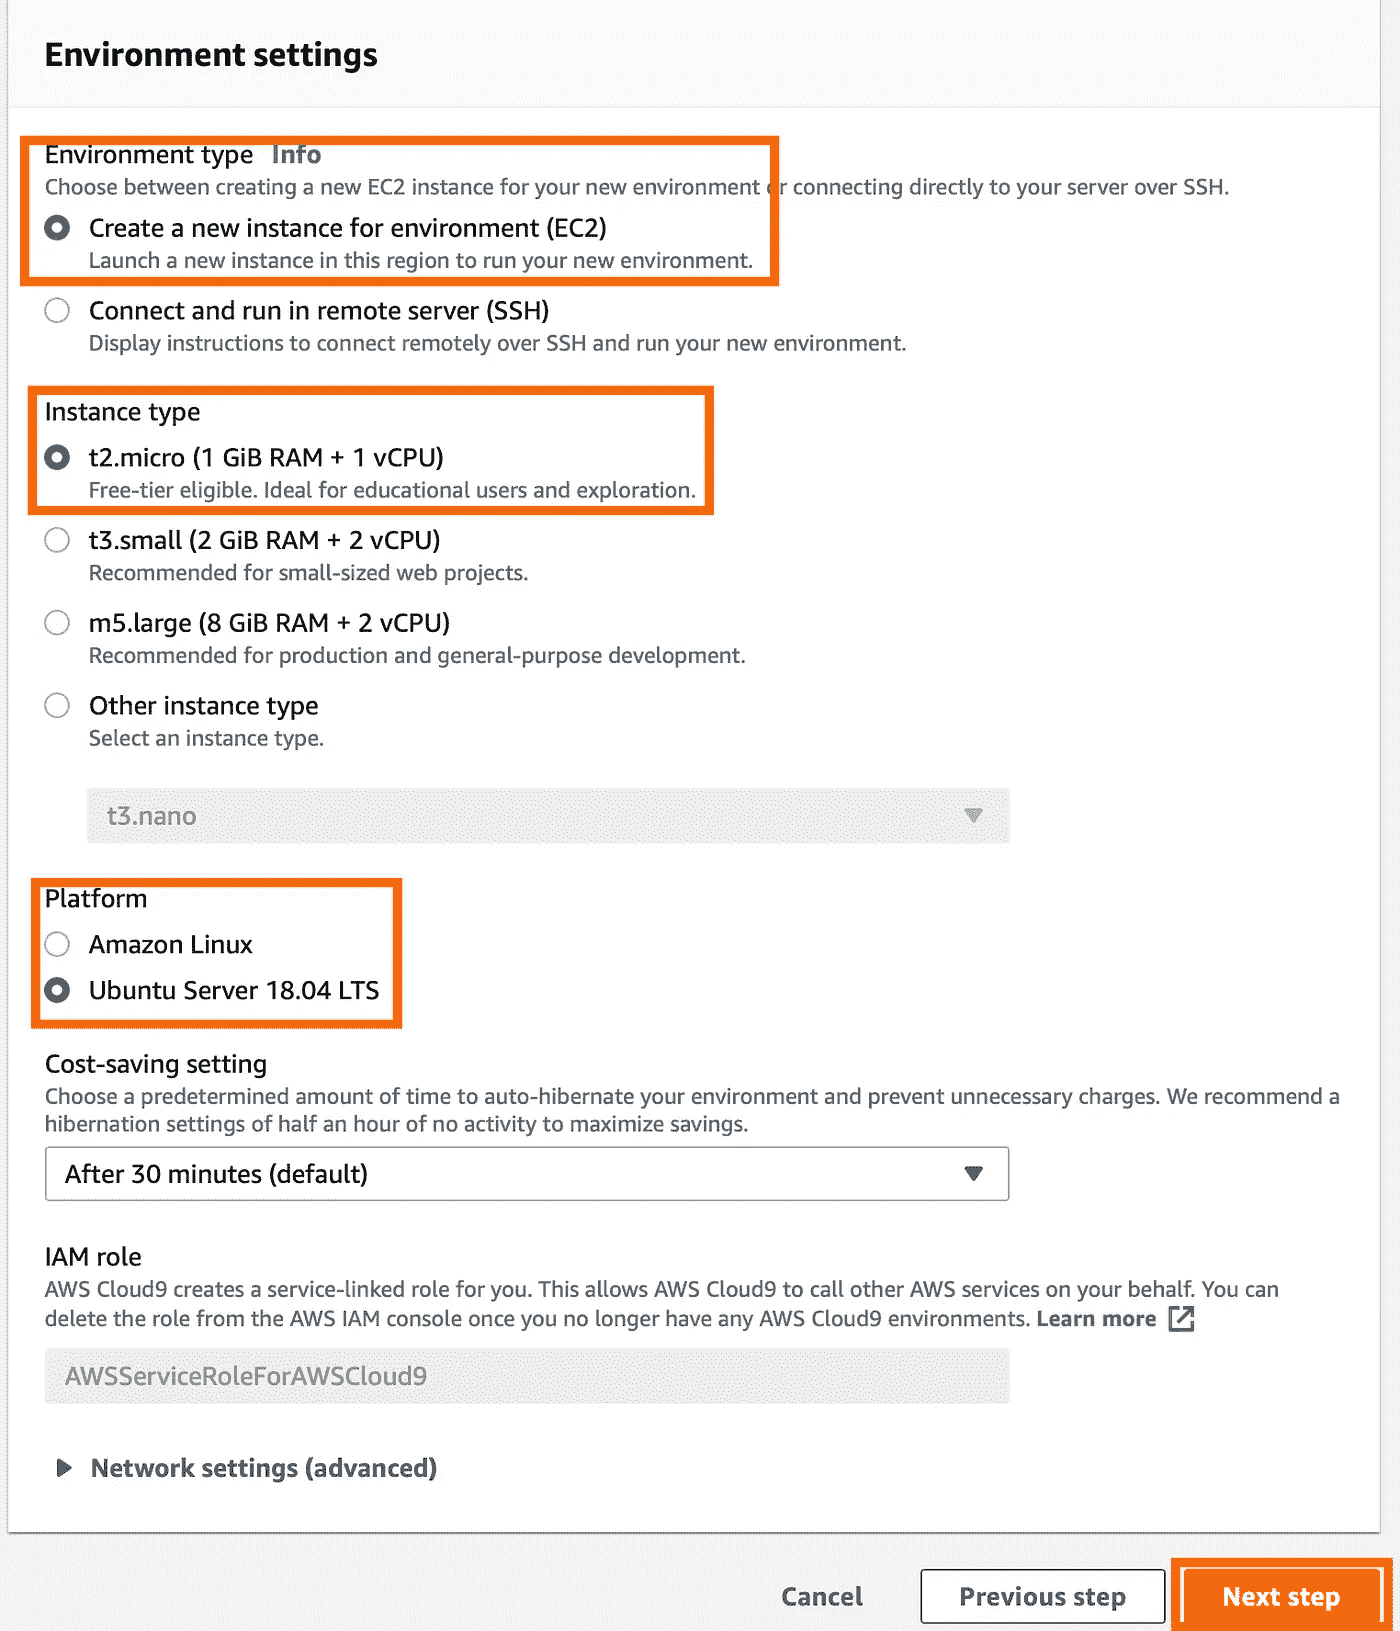 Environment settings
Environment type Info
Choose between creating a new EC2 instance for your new environment or connecting directly to your server over SSH.
Create a new instance for environment (EC2)
Launch a new instance in this region to run your new environment.
Connect and run in remote server (SSH)
Display instructions to connect remotely over SSH and run your new environment.
Instance type
t2.micro (1 GiB RAM + 1 vCPU)
Free-tier eligible. Ideal for educational users and exploration.
t3.small (2 GiB RAM + 2 vCPU)
Recommended for small-sized web projects.
m5.large (8 GiB RAM + 2 vCPU)
Recommended for production and general-purpose development.
Other instance type
Select an instance type.
t3.nano
Platform
Amazon Linux
Ubuntu Server 18.04 LTS
Cost-saving setting
Choose a predetermined amount of time to auto-hibernate your environment and prevent unnecessary charges. We recommend a
hibernation settings of half an hour of no activity to maximize savings.
After 30 minutes (default)
IAM role
AWS Cloud9 creates a service-linked role for you. This allows AWS Cloud9 to call other AWS services on your behalf. You can
delete the role from the AWS IAM console once you no longer have any AWS Cloud9 environments. Learn more
AWSServiceRoleForAWSCloud9
Network settings (advanced)
Cancel Previous step Next step